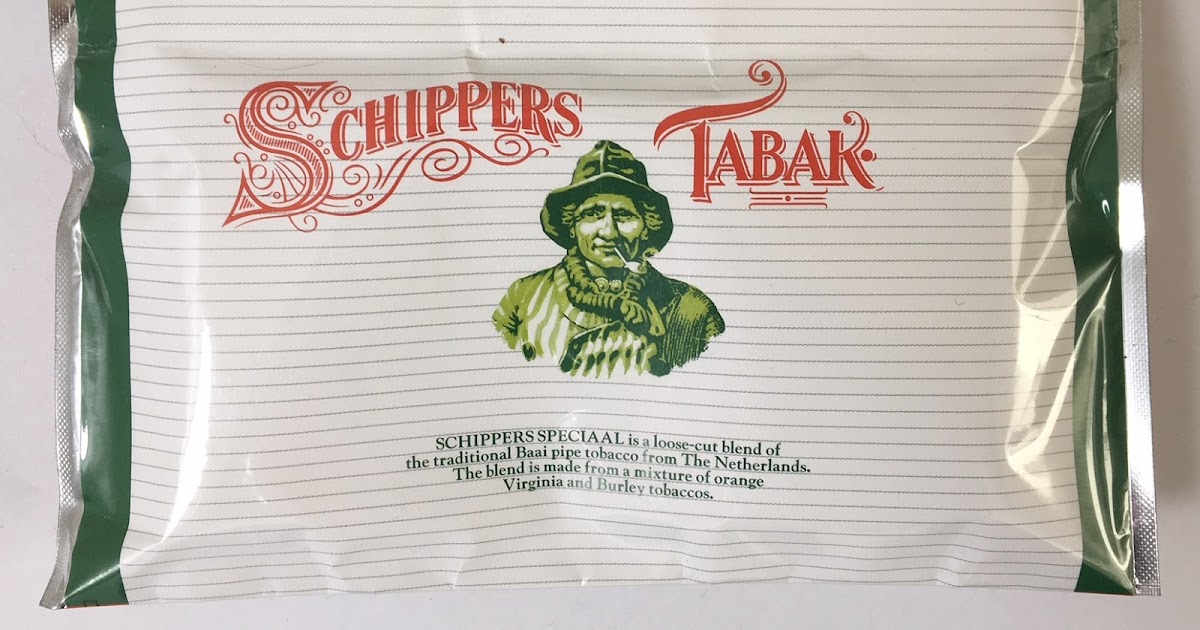 SCHIPPERS TABAK
SCHIPPERS SPECIAAL is a loose-cut blend of
the traditional Baai pipe tobacco from The Netherlands.
The blend is made from a mixture of orange
Virginia and Burley tobaccos.